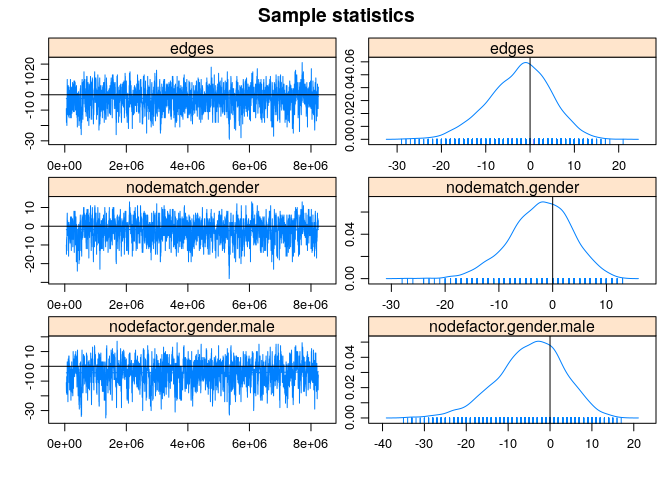 Sample statistics
edges
edges
-30 -10 0 10 20
0.00 0.02 0.04 0.06
0e+00 2e+06 4e+06 6e+06 8e+06
-30 -20 -10 0 10 20
nodematch.gender
nodematch.gender
-20 -10 0 10
0.00 0.04
0e+00 2e+06 4e+06 6e+06 8e+06
-30 -20 -10 0 10
nodefactor.gender.male
nodefactor.gender.male
-30 -10 0 10
0.00 0.02 0.04
0e+00 2e+06 4e+06 6e+06 8e+06
-40 -30 -20 -10 0 10 20